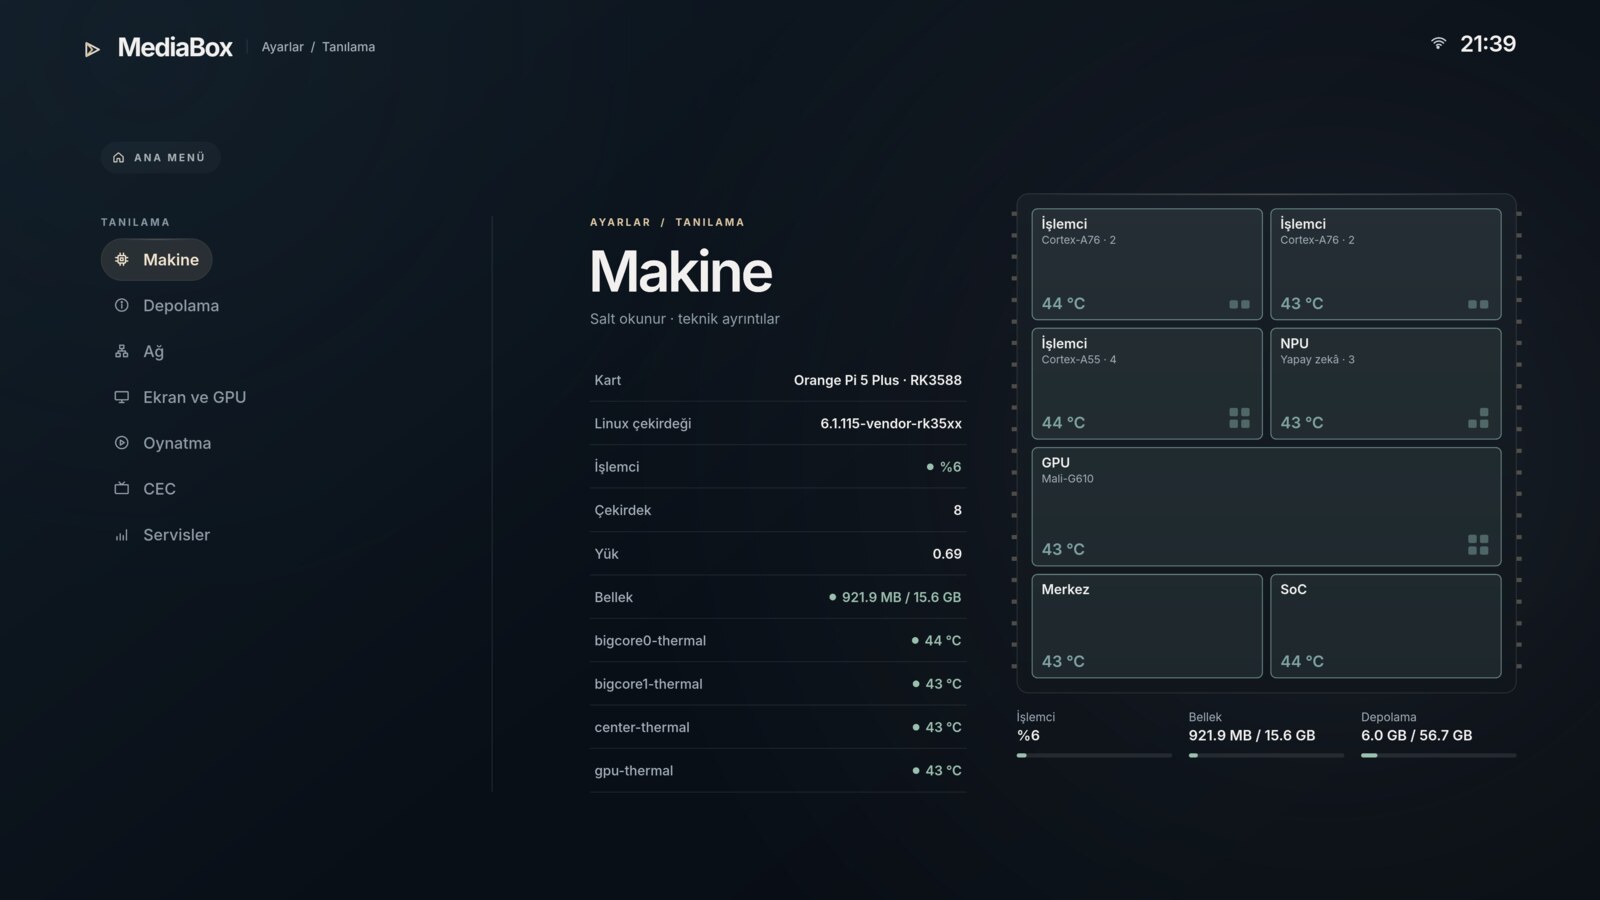 MediaBox
Ayarlar / Tanılama
21:39
ANA MENÜ
TANILAMA
Makine
Depolama
Ağ
Ekran ve GPU
Oynatma
CEC
Servisler
AYARLAR / TANILAMA
Makine
Salt okunur · teknik ayrıntılar
Kart Orange Pi 5 Plus · RK3588
Linux çekirdeği 6.1.115-vendor-rk35xx
İşlemci %6
Çekirdek 8
Yük 0.69
Bellek 921.9 MB / 15.6 GB
bigcore0-thermal 44 °C
bigcore1-thermal 43 °C
center-thermal 43 °C
gpu-thermal 43 °C
İşlemci
Cortex-A76 · 2
44 °C
İşlemci
Cortex-A76 · 2
43 °C
İşlemci
Cortex-A55 · 4
44 °C
NPU
Yapay zekâ · 3
43 °C
GPU
Mali-G610
43 °C
Merkez
43 °C
SoC
44 °C
İşlemci
%6
Bellek
921.9 MB / 15.6 GB
Depolama
6.0 GB / 56.7 GB